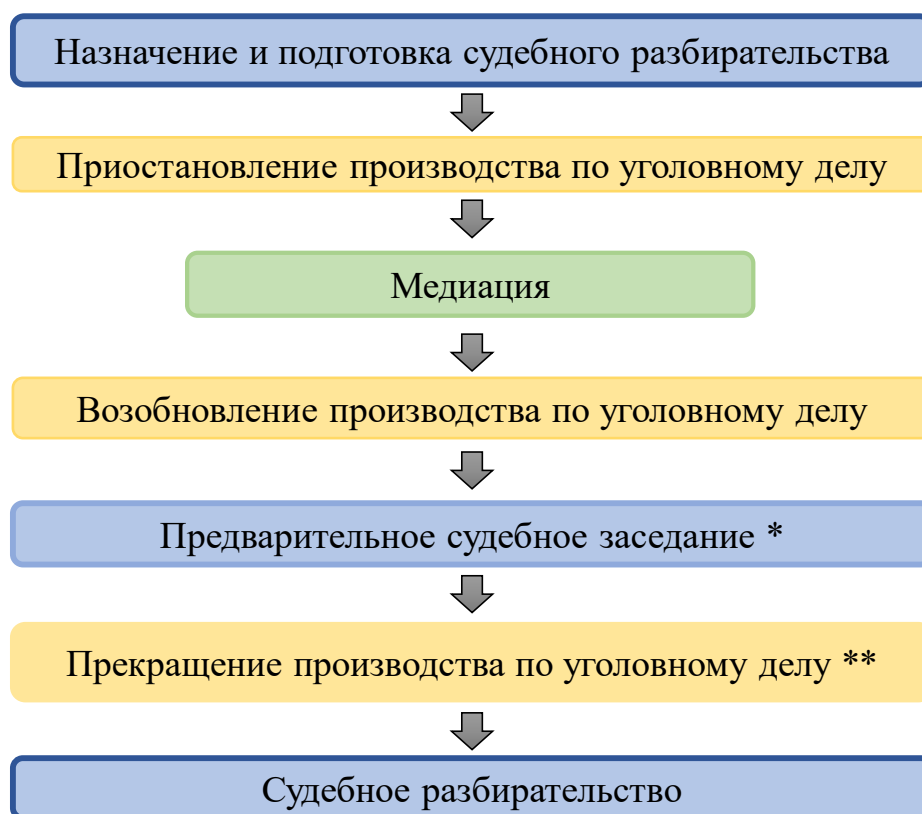 Назначение и подготовка судебного разбирательства
Приостановление производства по уголовному делу
Медиация
Возобновление производства по уголовному делу
Предварительное судебное заседание *
Прекращение производства по уголовному делу **
Судебное разбирательство